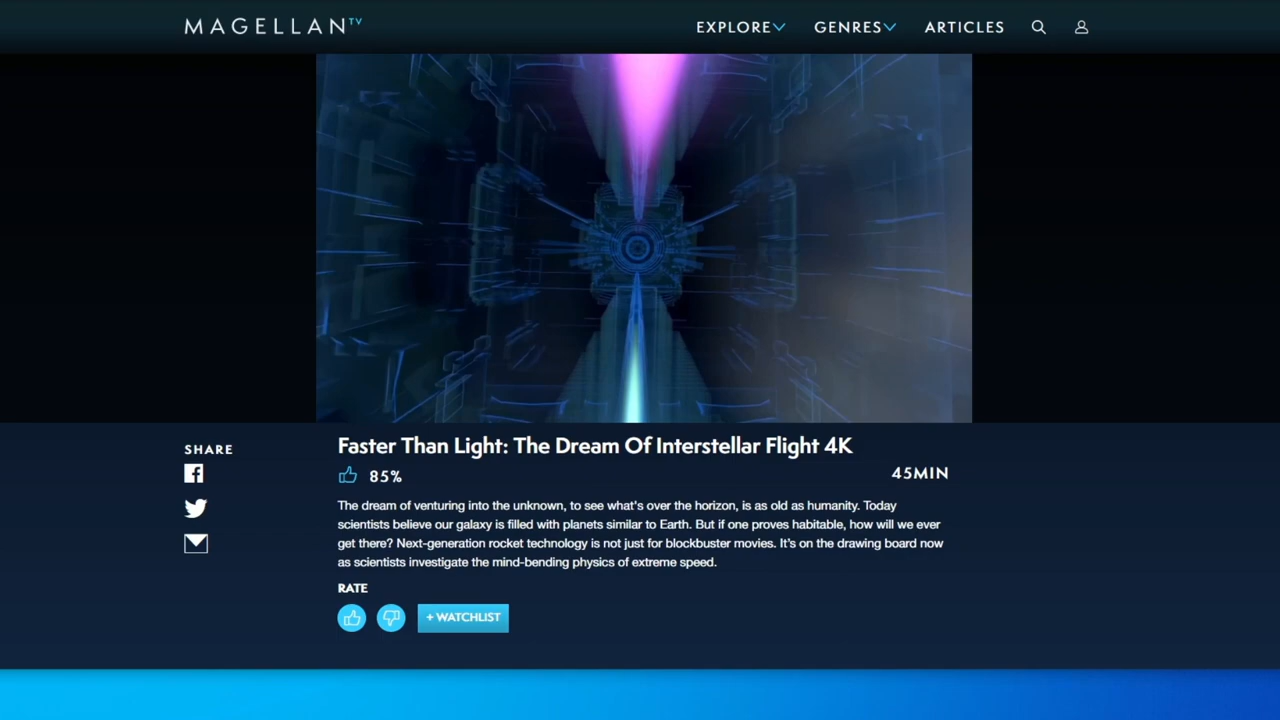 MAGELLANTV
EXPLORE
GENRES
ARTICLES
SHARE
Faster Than Light: The Dream Of Interstellar Flight 4K
85%
45MIN
The dream of venturing into the unknown, to see what's over the horizon, is as old as humanity. Today
scientists believe our galaxy is filled with planets similar to Earth. But if one proves habitable, how will we ever
get there? Next-generation rocket technology is not just for blockbuster movies. It's on the drawing board now
as scientists investigate the mind-bending physics of extreme speed.
RATE
+ WATCHLIST